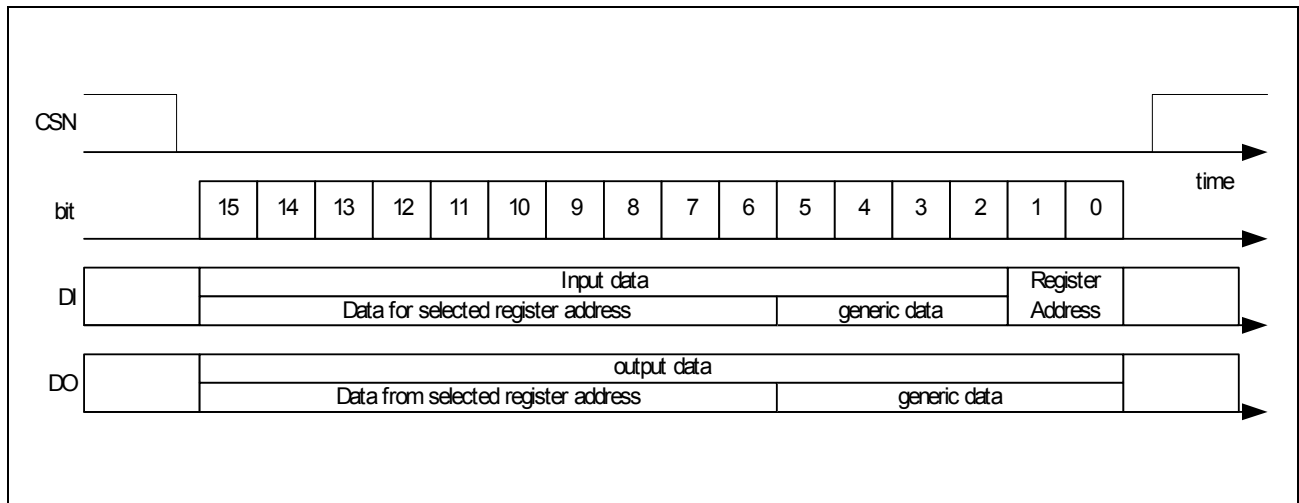 CSN
time
bit 15 14 13 12 11 10 9 8 7 6 5 4 3 2 1 0
DI Input data Register
Data for selected register address generic data Address
DO output data
Data from selected register address generic data